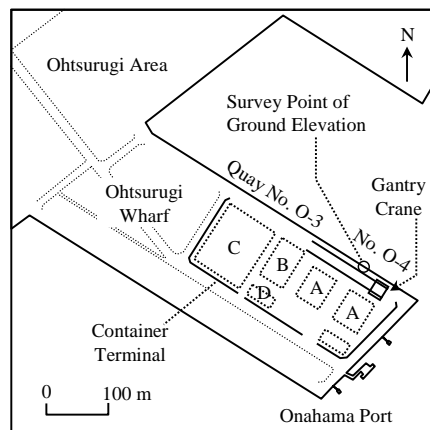 Ohtsurugi Area
N
Survey Point of
Ground Elevation
Gantry
Crane
Quay No. O-3
No. O-4
Ohtsurugi
Wharf
C
B
D
A
A
Container
Terminal
0 100 m
Onahama Port